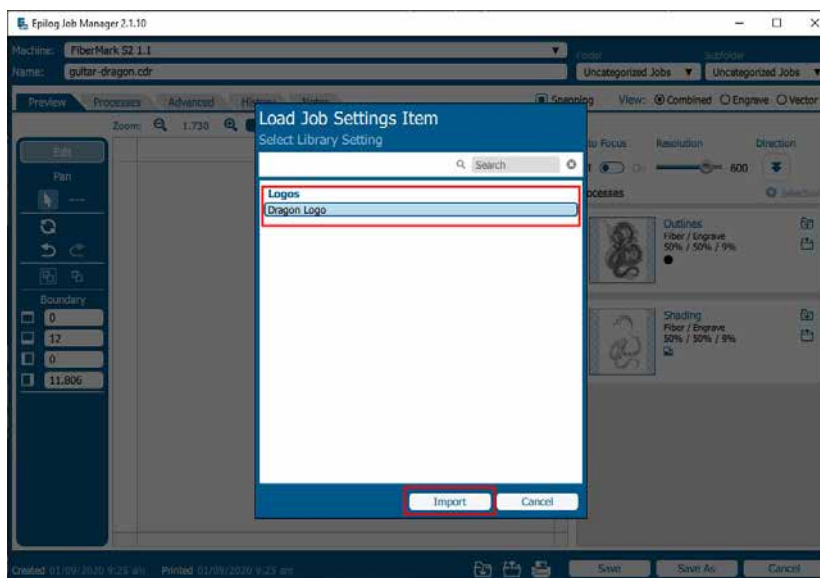 Epilog Job Manager 2.1.10
Machine: FiberMark S2 1.1
Folder Subfolder
Name: guitar-dragon.cdr
Uncategorized Jobs Uncategorized Jobs
Preview Processes Advanced History Notes
Snapping View: Combined Engrave Vector
Zoom: 1.730
Load Job Settings Item
Select Library Setting
Search
Logos
Dragon Logo
Import Cancel
Edit
Pan
Boundary
0
12
0
11.806
Focus Resolution Direction
600
Outlines
Fiber / Engrave
50% / 50% / 9%
Shading
Fiber / Engrave
50% / 50% / 9%
Created 01/09/2020 9:25 am Printed 01/09/2020 9:25 am
Save Save As Cancel